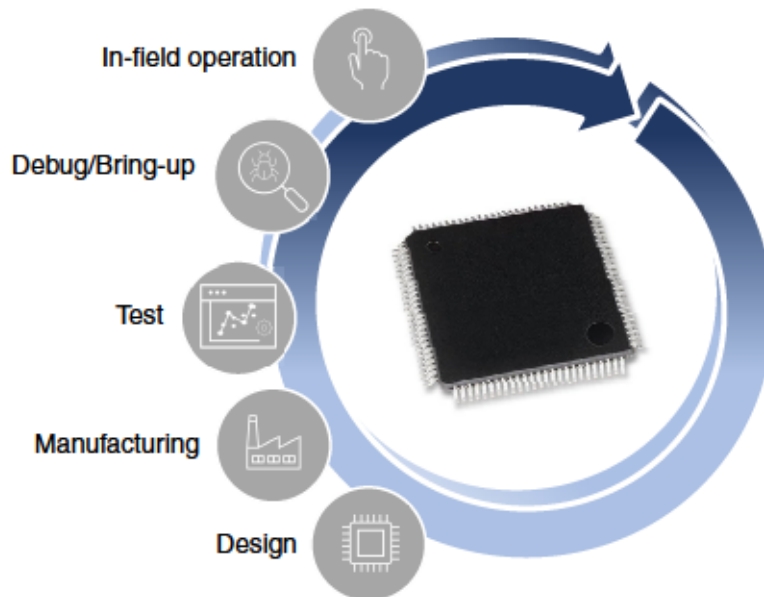 In-field operation
Debug/Bring-up
Test
Manufacturing
Design